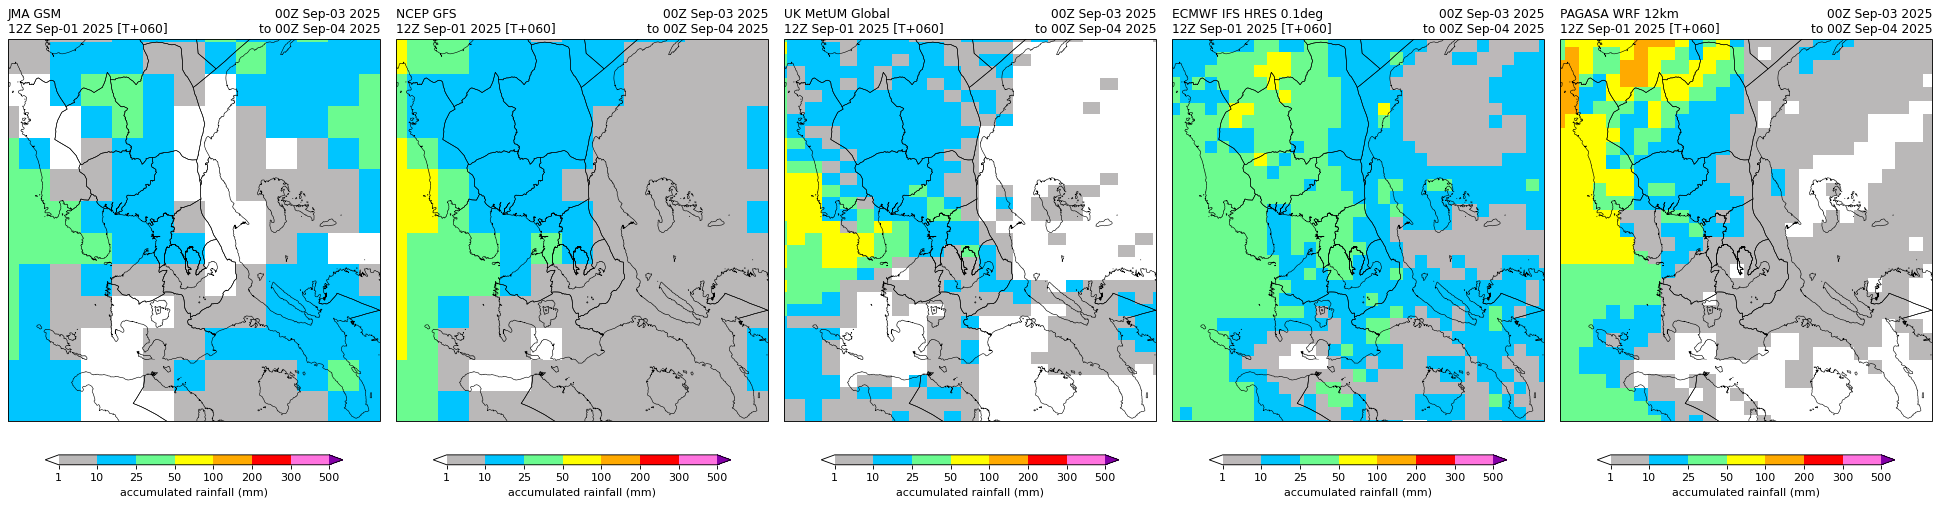 JMA GSM 00Z Sep-03 2025
12Z Sep-01 2025 [T+060] to 00Z Sep-04 2025
1 10 25 50 100 200 300 500
accumulated rainfall (mm)
NCEP GFS 00Z Sep-03 2025
12Z Sep-01 2025 [T+060] to 00Z Sep-04 2025
1 10 25 50 100 200 300 500
accumulated rainfall (mm)
UK MetUM Global 00Z Sep-03 2025
12Z Sep-01 2025 [T+060] to 00Z Sep-04 2025
1 10 25 50 100 200 300 500
accumulated rainfall (mm)
ECMWF IFS HRES 0.1deg 00Z Sep-03 2025
12Z Sep-01 2025 [T+060] to 00Z Sep-04 2025
1 10 25 50 100 200 300 500
accumulated rainfall (mm)
PAGASA WRF 12km 00Z Sep-03 2025
12Z Sep-01 2025 [T+060] to 00Z Sep-04 2025
1 10 25 50 100 200 300 500
accumulated rainfall (mm)